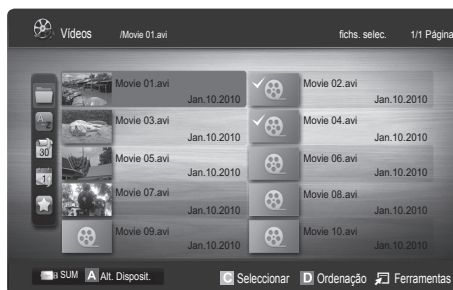 Vídeos /Movie 01.avi fichs. selec. 1/1 Página
Movie 01.avi Movie 02.avi
Jan.10.2010 Jan.10.2010
Movie 03.avi Movie 04.avi
Jan.10.2010 Jan.10.2010
Movie 05.avi Movie 06.avi
Jan.10.2010 Jan.10.2010
Movie 07.avi Movie 08.avi
Jan.10.2010 Jan.10.2010
Movie 09.avi Movie 10.avi
Jan.10.2010 Jan.10.2010
30
SUM A Alt. Disposit. C Seleccionar D Ordenação Ferramentas